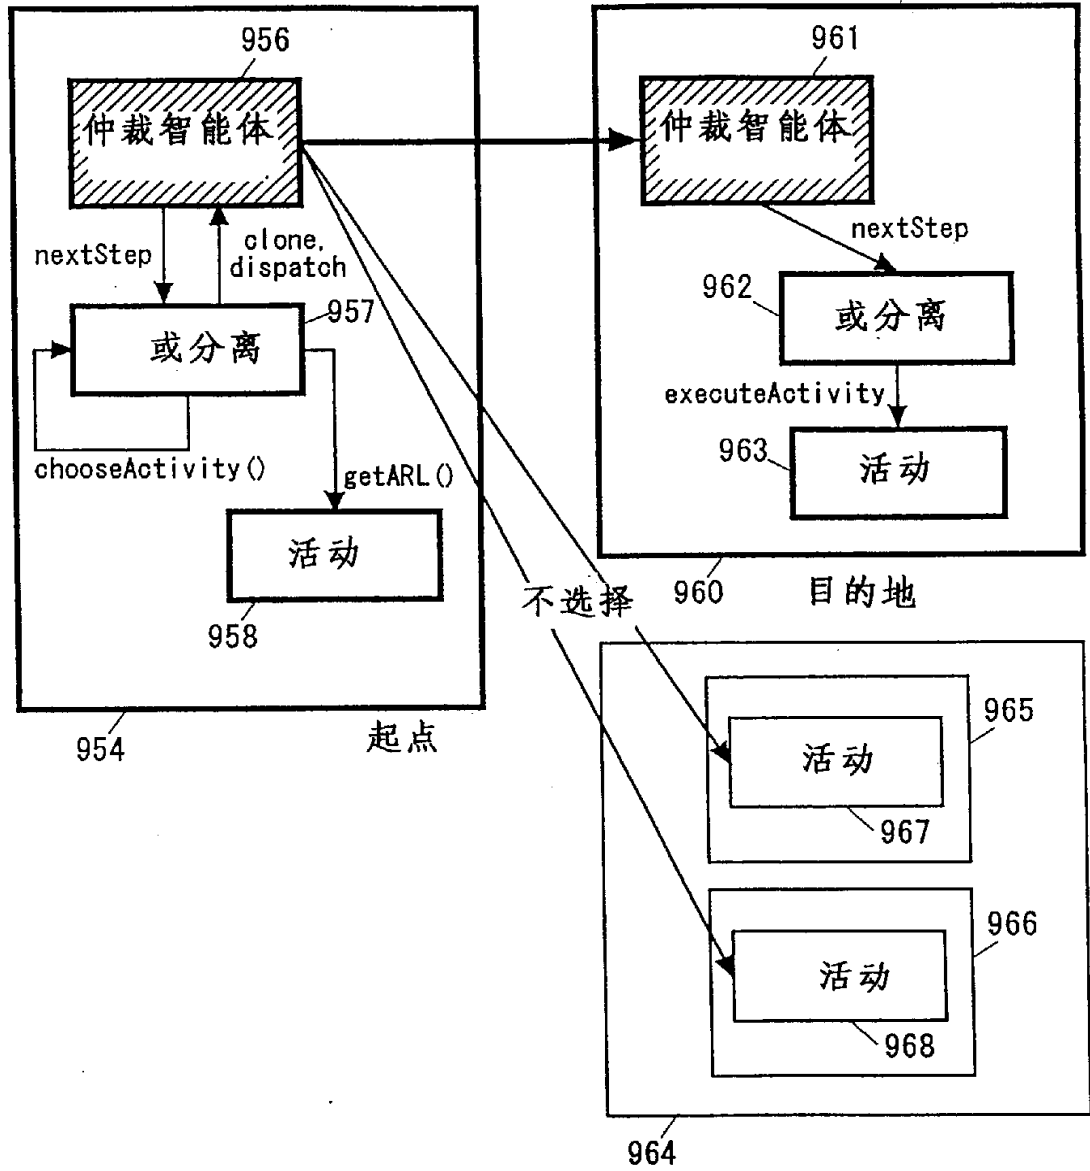 956
仲裁智能体
nextStep
clone,
dispatch
957
或分离
chooseActivity()
getARL()
活动
958
954
起点
961
仲裁智能体
nextStep
962
或分离
executeActivity
963
活动
960
目的地
不选择
965
活动
967
966
活动
968
964